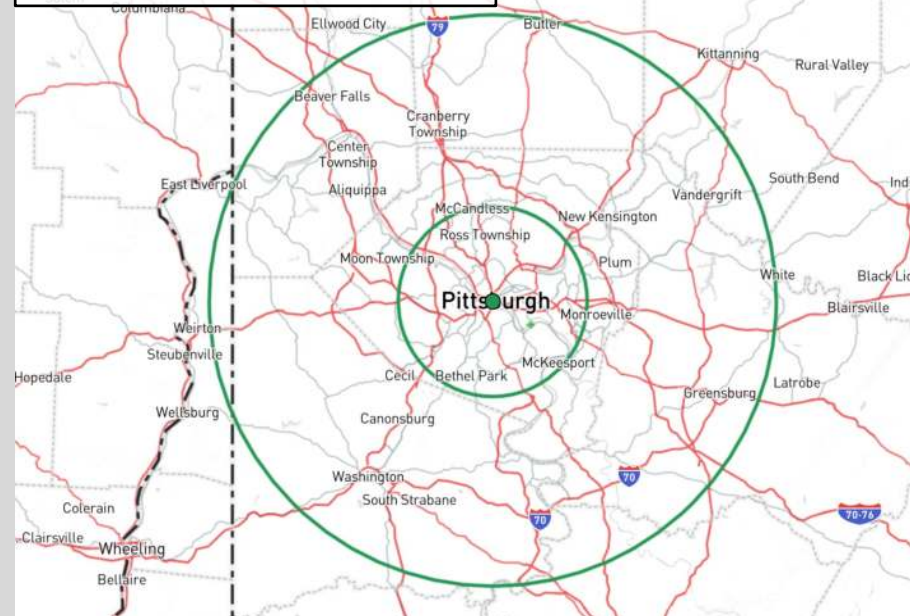 Columbiana
Ellwood City
79
Butler
Kittanning
Rural Valley
Beaver Falls
Cranberry
Township
Center
Township
East Liverpool
Aliquippa
Vandergrift
South Bend
Ind
McCandless
New Kensington
Ross Township
Moon Township
Plum
White
Black Lic
Pittsburgh
Blairsville
Monroeville
Weirton
Steubenville
Hopedale
McKeesport
Cecil
Bethel Park
Latrobe
Greensburg
Wellsburg
Canonsburg
Washington
70
South Strabane
Colerain
70
70-76
Clairsville
Wheeling
Bellaire